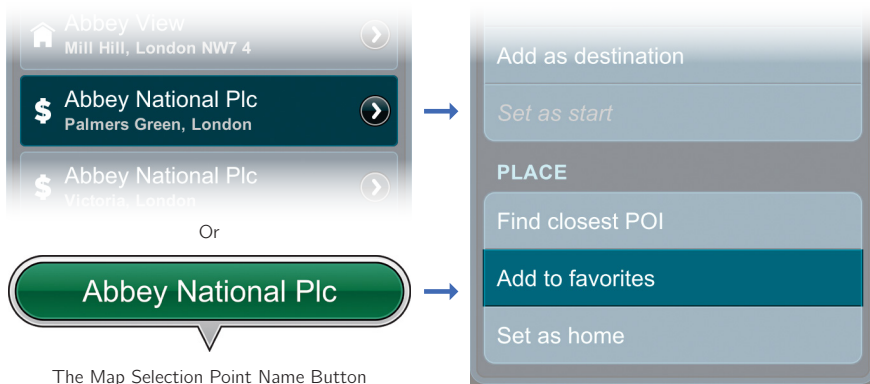 Abbey View
Mill Hill, London NW7 4
$ Abbey National Plc
Palmers Green, London
$ Abbey National Plc
Victoria, London
Or
Abbey National Plc
The Map Selection Point Name Button
Add as destination
Set as start
PLACE
Find closest POI
Add to favorites
Set as home